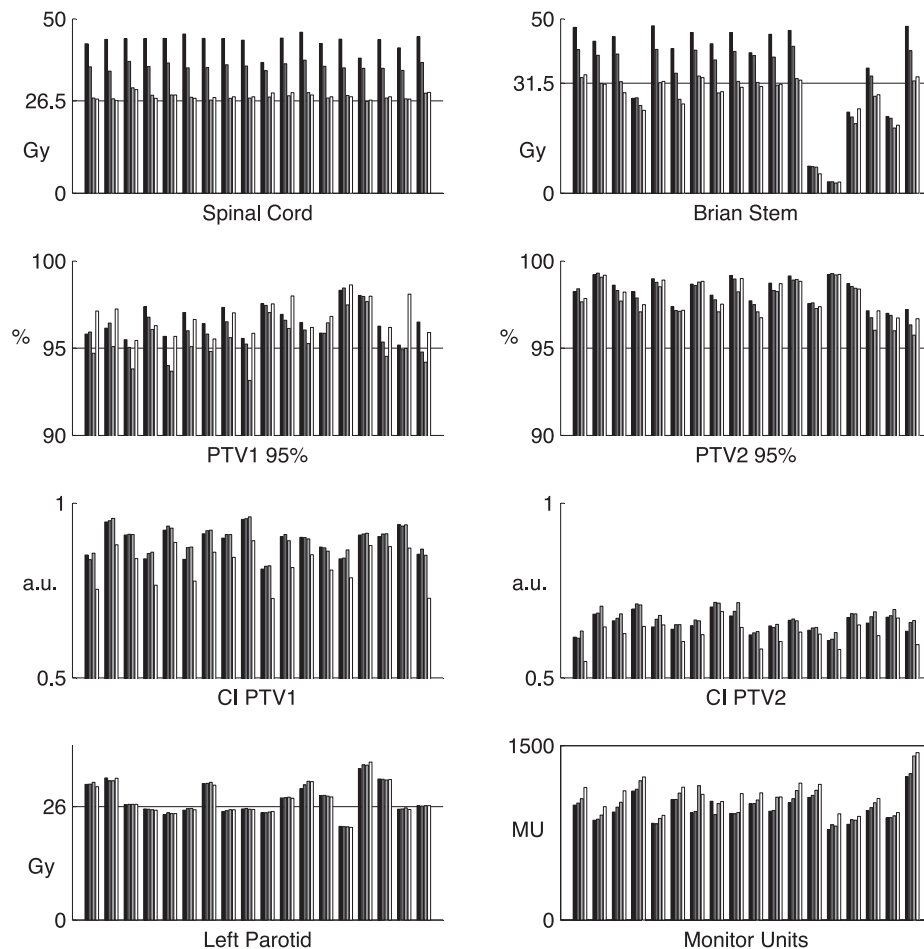 50
26.5
Gy
0
Spinal Cord
50
31.5
Gy
0
Brian Stem
100
%
95
90
PTV1 95%
100
%
95
90
PTV2 95%
1
a.u.
0.5
CI PTV1
1
a.u.
0.5
CI PTV2
26
Gy
0
Left Parotid
1500
MU
0
Monitor Units